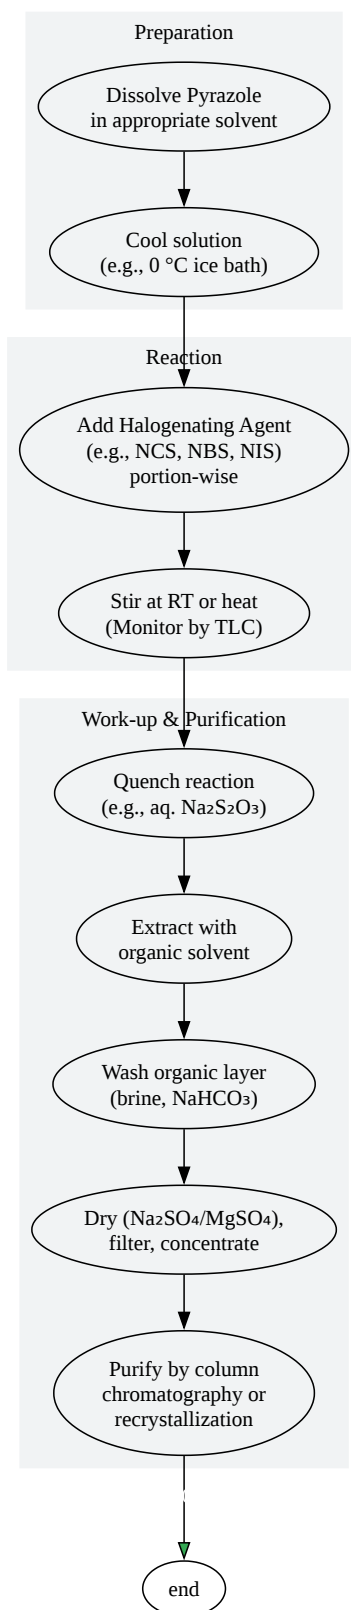 Preparation
Dissolve Pyrazole
in appropriate solvent
Cool solution
(e.g., 0 °C ice bath)
Reaction
Add Halogenating Agent
(e.g., NCS, NBS, NIS)
portion-wise
Stir at RT or heat
(Monitor by TLC)
Work-up & Purification
Quench reaction
(e.g., aq. Na₂S₂O₃)
Extract with
organic solvent
Wash organic layer
(brine, NaHCO₃)
Dry (Na₂SO₄/MgSO₄),
filter, concentrate
Purify by column
chromatography or
recrystallization
end